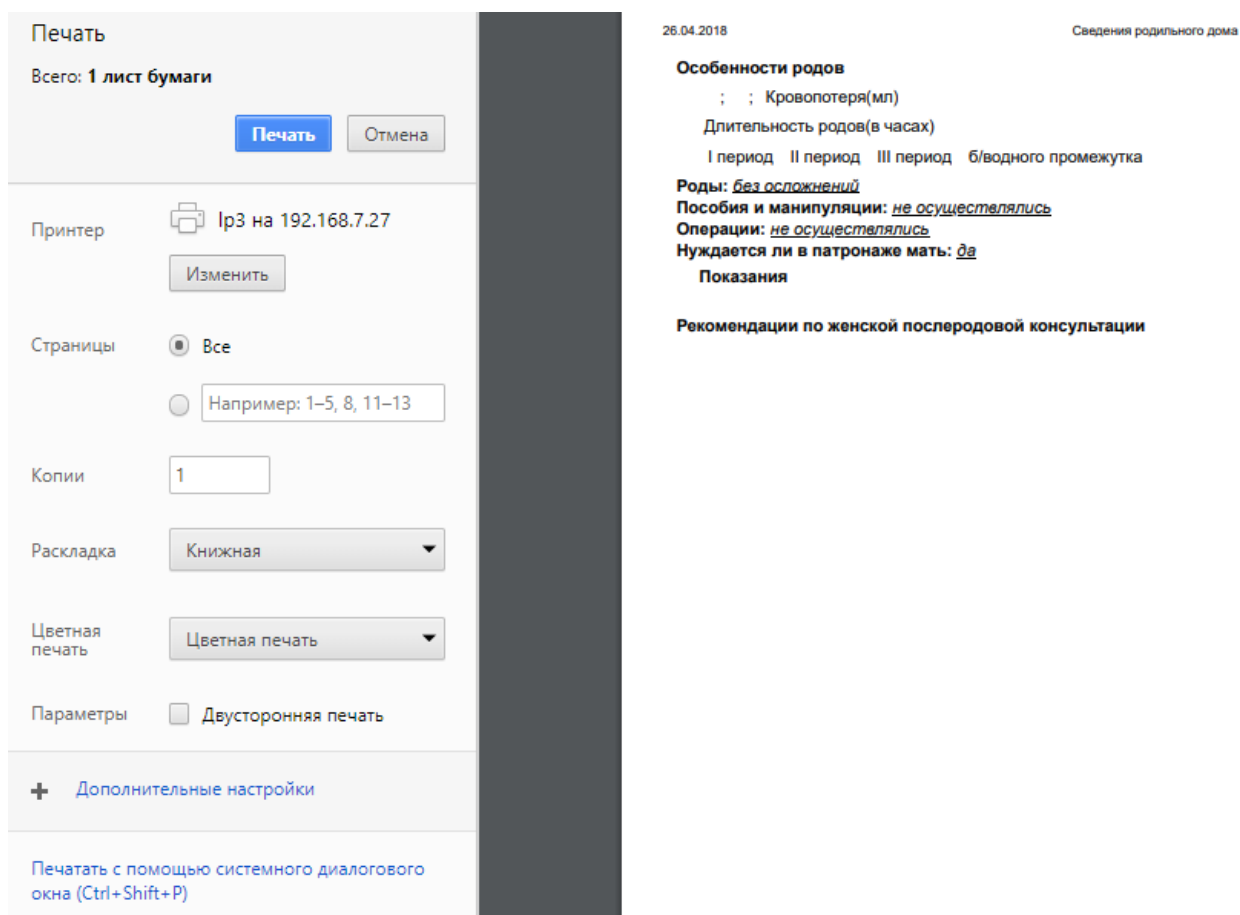 Печать
Всего: 1 лист бумаги
Печать Отмена
Принтер lp3 на 192.168.7.27
Изменить
Страницы Все
Например: 1–5, 8, 11–13
Копии 1
Раскладка Книжная
Цветная печать Цветная печать
Параметры Двусторонняя печать
+ Дополнительные настройки
Печатать с помощью системного диалогового
окна (Ctrl+Shift+P)
26.04.2018 Сведения родильного дома
Особенности родов
; ; Кровопотеря(мл)
Длительность родов(в часах)
I период II период III период б/водного промежутка
Роды: без осложнений
Пособия и манипуляции: не осуществлялись
Операции: не осуществлялись
Нуждается ли в патронаже мать: да
Показания
Рекомендации по женской послеродовой консультации